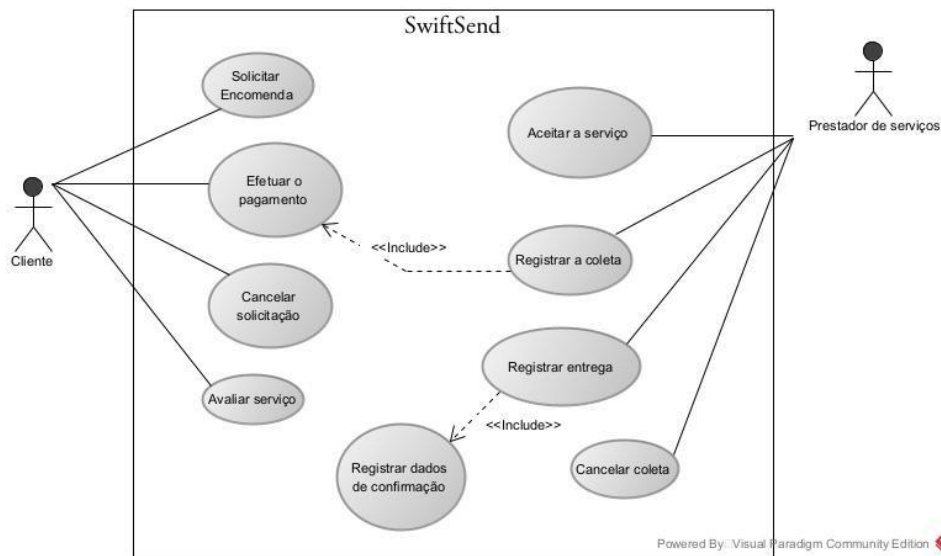 SwiftSend
Solicitar
Encomenda
Efetuar o
pagamento
Cancelar
solicitação
Avaliar serviço
Cliente
Aceitar a serviço
Registrar a coleta
<<Include>>
Registrar entrega
<<Include>>
Registrar dados
de confirmação
Cancelar coleta
Prestador de serviços
Powered By Visual Paradigm Community Edition